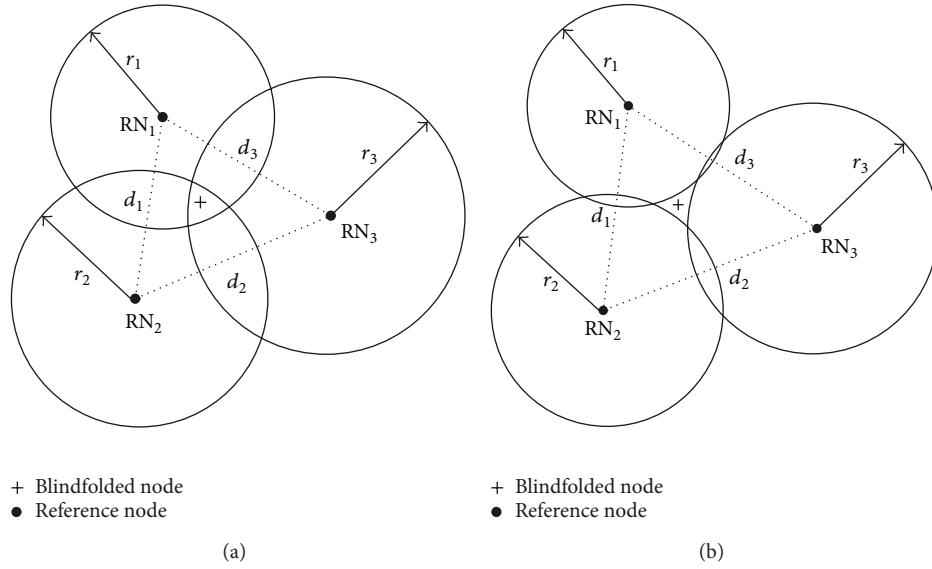 r1
RN1
d3
r3
d1
RN3
r2
d2
RN2
+ Blindfolded node
● Reference node
(a)
r1
RN1
d3
r3
d1
RN3
r2
d2
RN2
+ Blindfolded node
● Reference node
(b)